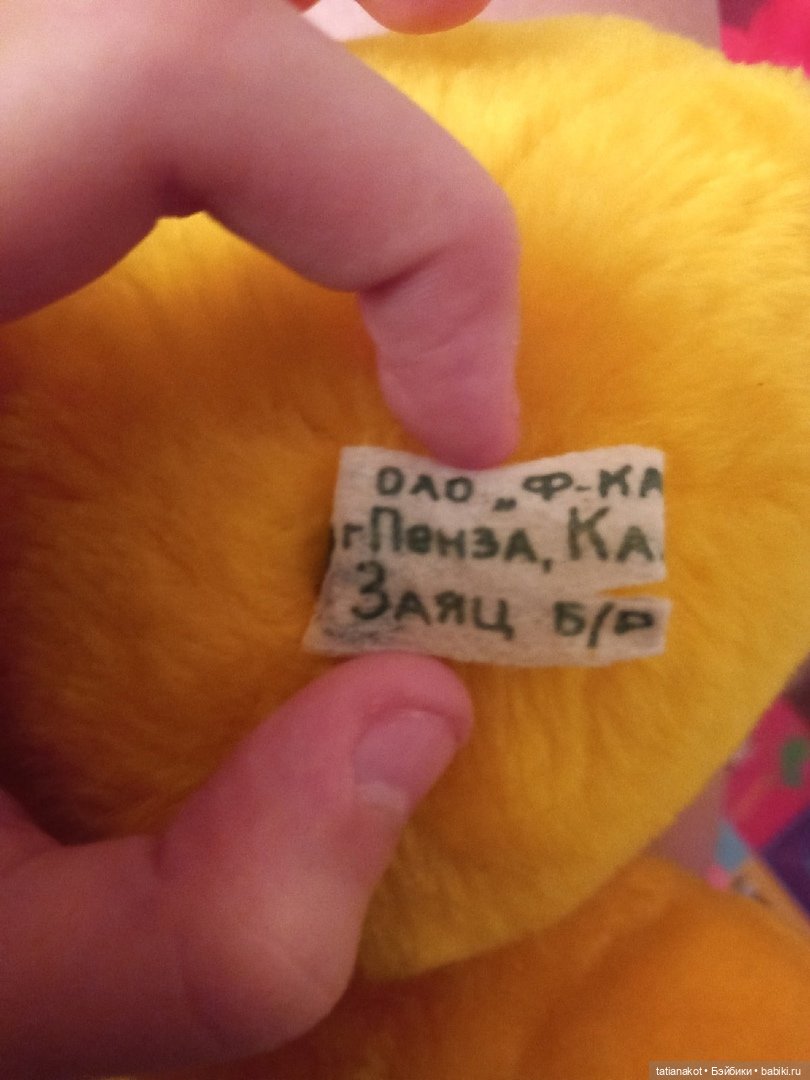 ОАО „Ф-КА
г Пенза, Ка
Заяц Б/Р
tatianakot • Бэйбики • babiki.ru